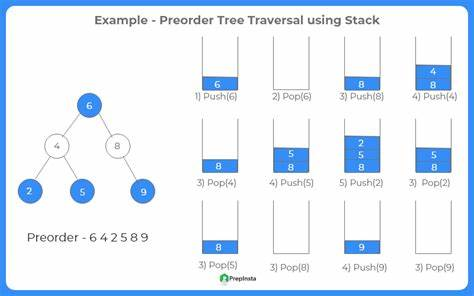 Example - Preorder Tree Traversal using Stack
6
4 8
2 5 9
Preorder - 6 4 2 5 8 9
6
1) Push(6)
2) Pop(6)
8
3) Push(8)
4
8
4) Push(4)
8
3) Pop(4)
5
8
4) Push(5)
2
5
8
5) Push(2)
5
8
3) Pop(2)
8
3) Pop(5)
3) Pop(8)
9
4) Push(9)
3) Pop(9)
PrepInsta